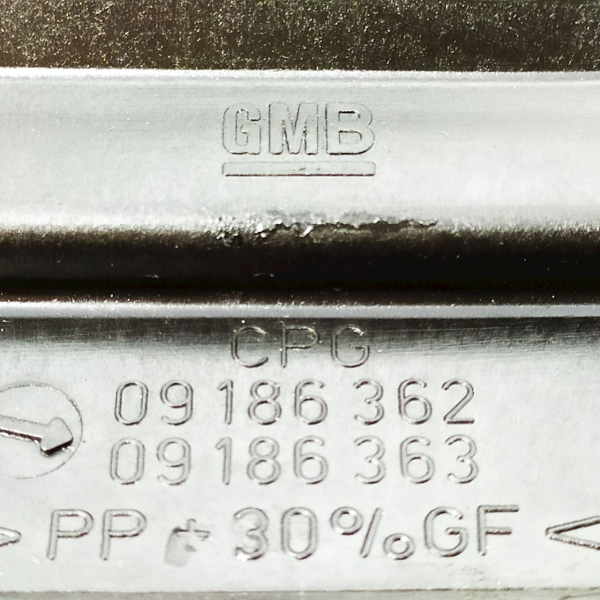 GMB
CPG
09 186 362
09 186 363
>PP + 30%GF<